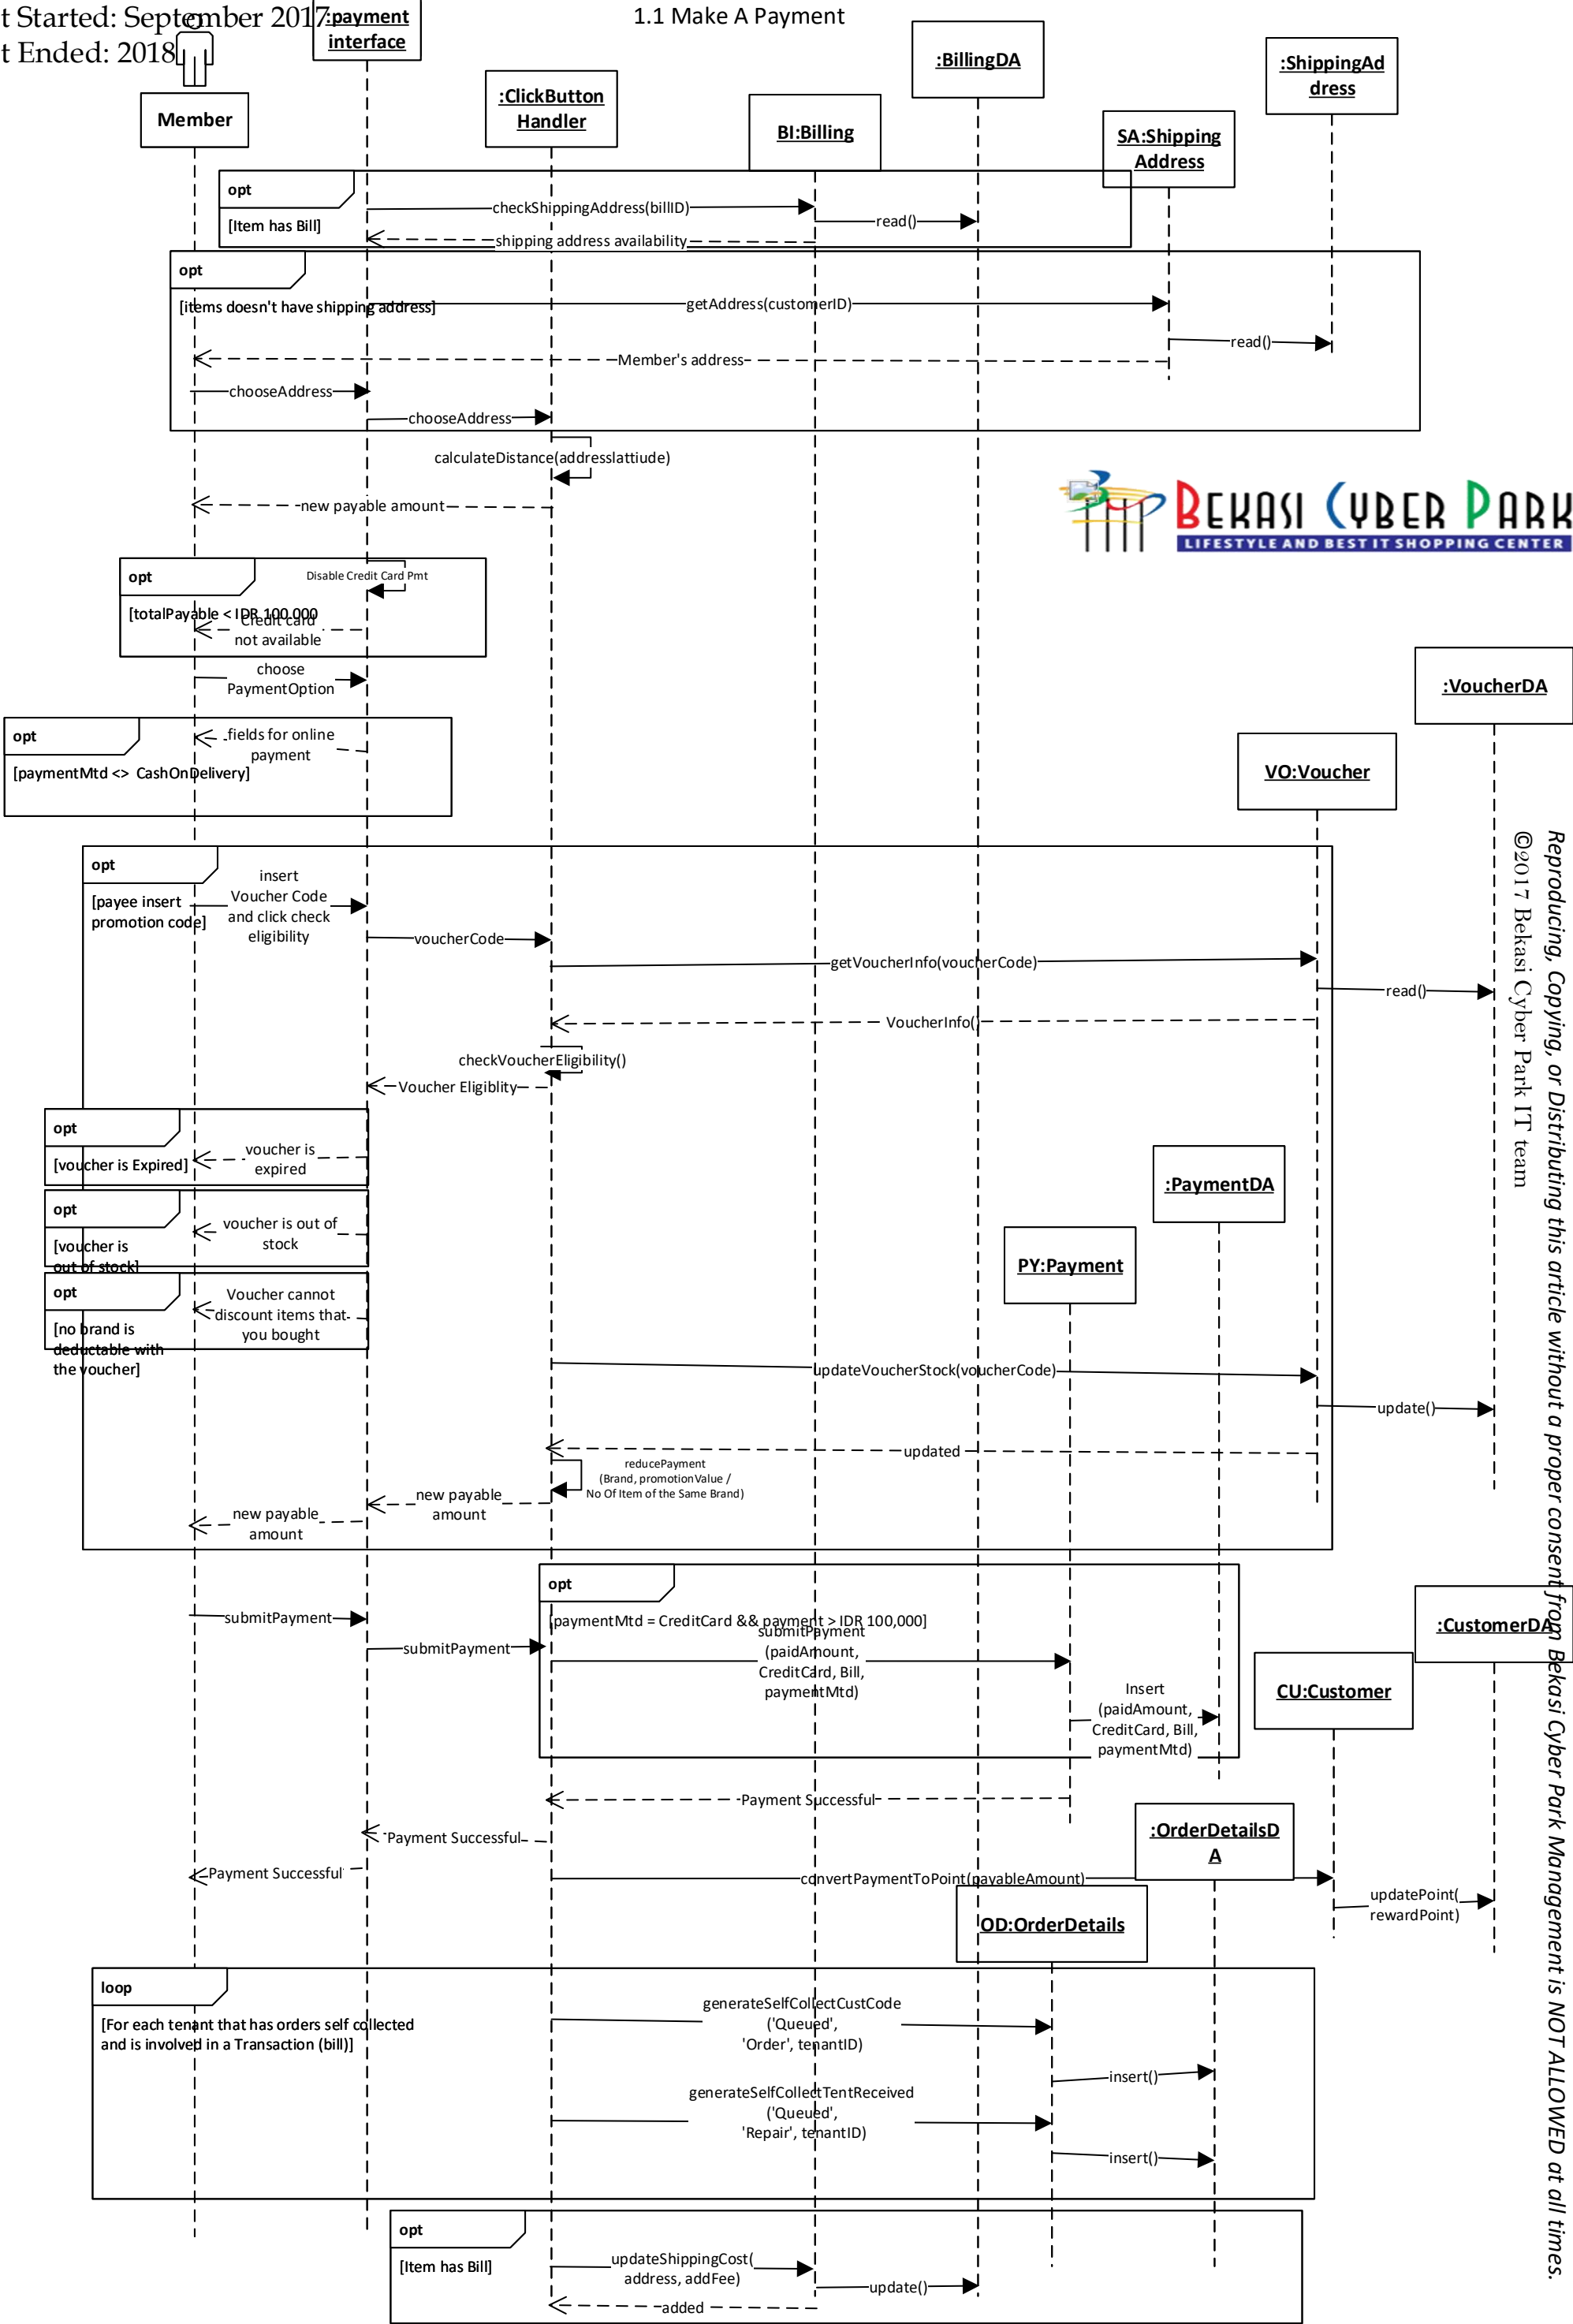 t Started: September 2017
t Ended: 2018
1.1 Make A Payment
:payment
interface
Member
:ClickButton
Handler
BI:Billing
:BillingDA
SA:Shipping
Address
:ShippingAd
dress
opt
[Item has Bill]
checkShippingAddress(billID)
read()
shipping address availability
opt
[items doesn't have shipping address]
getAddress(customerID)
read()
Member's address
chooseAddress
chooseAddress
calculateDistance(addresslattiude)
new payable amount
BEKASI CYBER PARK
LIFESTYLE AND BEST IT SHOPPING CENTER
opt
Disable Credit Card Pmt
[totalPayable < IDR 100,000
Credit card
not available
choose
PaymentOption
:VoucherDA
opt
fields for online
payment
[paymentMtd <> CashOnDelivery]
VO:Voucher
opt
[payee insert
promotion code]
insert
Voucher Code
and click check
eligibility
voucherCode
getVoucherInfo(voucherCode)
read()
VoucherInfo()
checkVoucherEligibility()
Voucher Eligiblity
opt
[voucher is Expired]
voucher is
expired
:PaymentDA
opt
[voucher is
out of stock]
voucher is out of
stock
PY:Payment
opt
[no brand is
deductable with
the voucher]
Voucher cannot
discount items that
you bought
updateVoucherStock(voucherCode)
update()
updated
reducePayment
(Brand, promotionValue /
No Of Item of the Same Brand)
new payable
amount
new payable
amount
opt
[paymentMtd = CreditCard && payment > IDR 100,000]
submitPayment
submitPayment
submitPayment
(paidAmount,
CreditCard, Bill,
paymentMtd)
Insert
(paidAmount,
CreditCard, Bill,
paymentMtd)
:CustomerDA
CU:Customer
Payment Successful
Payment Successful
Payment Successful
:OrderDetailsD
A
convertPaymentToPoint(payableAmount)
updatePoint(
rewardPoint)
OD:OrderDetails
loop
[For each tenant that has orders self collected
and is involved in a Transaction (bill)]
generateSelfCollectCustCode
('Queued',
'Order', tenantID)
insert()
generateSelfCollectTentReceived
('Queued',
'Repair', tenantID)
insert()
opt
[Item has Bill]
updateShippingCost(
address, addFee)
update()
added
Reproducing, Copying, or Distributing this article without a proper consent from Bekasi Cyber Park Management is NOT ALLOWED at all times.
©2017 Bekasi Cyber Park IT team